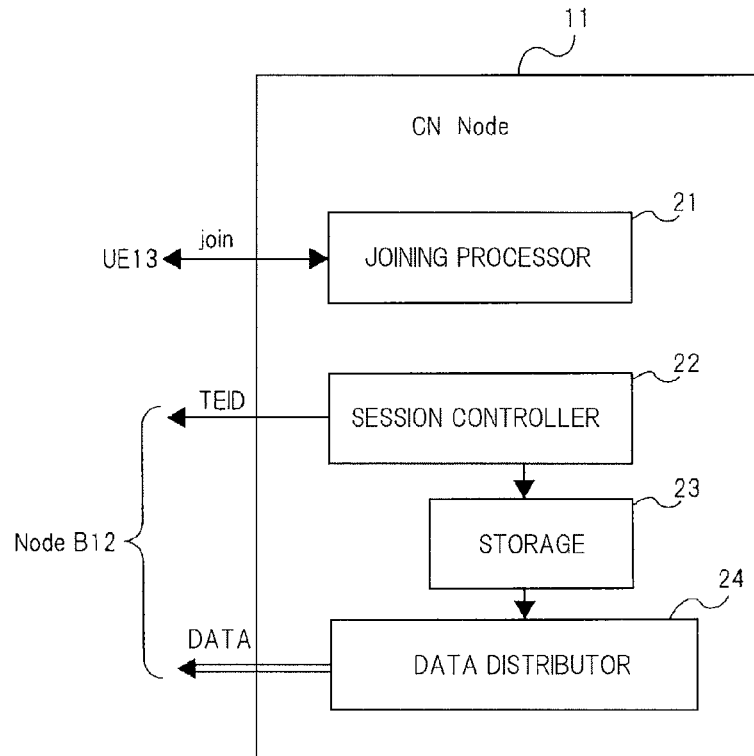 11
CN Node
21
UE13
join
JOINING PROCESSOR
22
TEID
SESSION CONTROLLER
23
Node B12
STORAGE
24
DATA
DATA DISTRIBUTOR